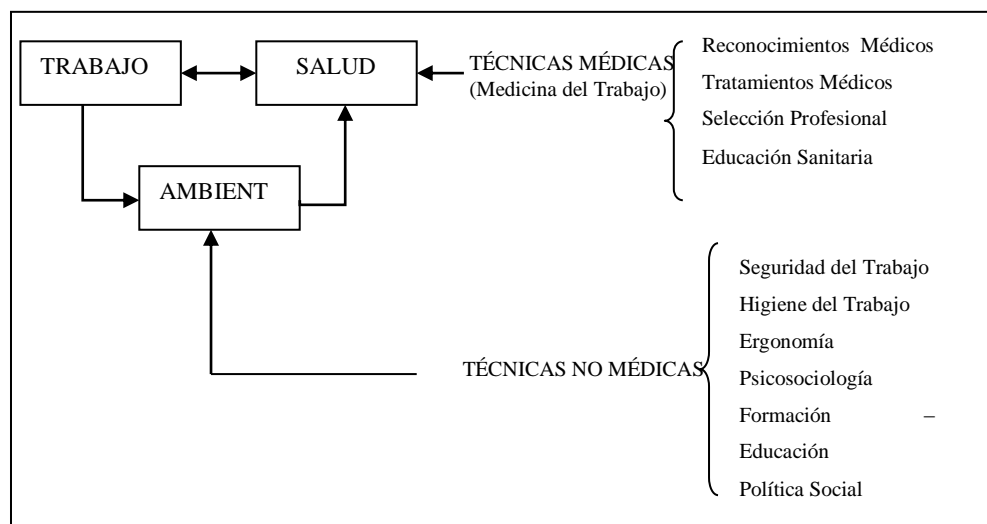 TRABAJO
SALUD
AMBIENT
TÉCNICAS MÉDICAS
(Medicina del Trabajo)
Reconocimientos Médicos
Tratamientos Médicos
Selección Profesional
Educación Sanitaria
TÉCNICAS NO MÉDICAS
Seguridad del Trabajo
Higiene del Trabajo
Ergonomía
Psicosociología
Formación –
Educación
Política Social